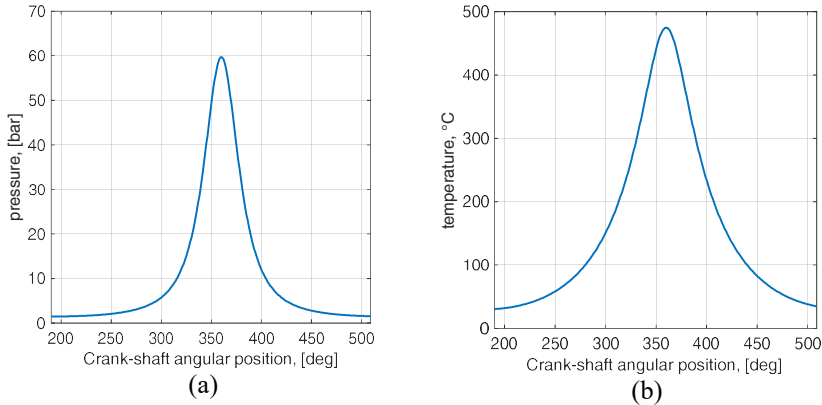 70
60
50
40
30
20
10
0
pressure, [bar]
200 250 300 350 400 450 500
Crank-shaft angular position, [deg]
(a)
500
400
300
200
100
0
temperature, °C
200 250 300 350 400 450 500
Crank-shaft angular position, [deg]
(b)